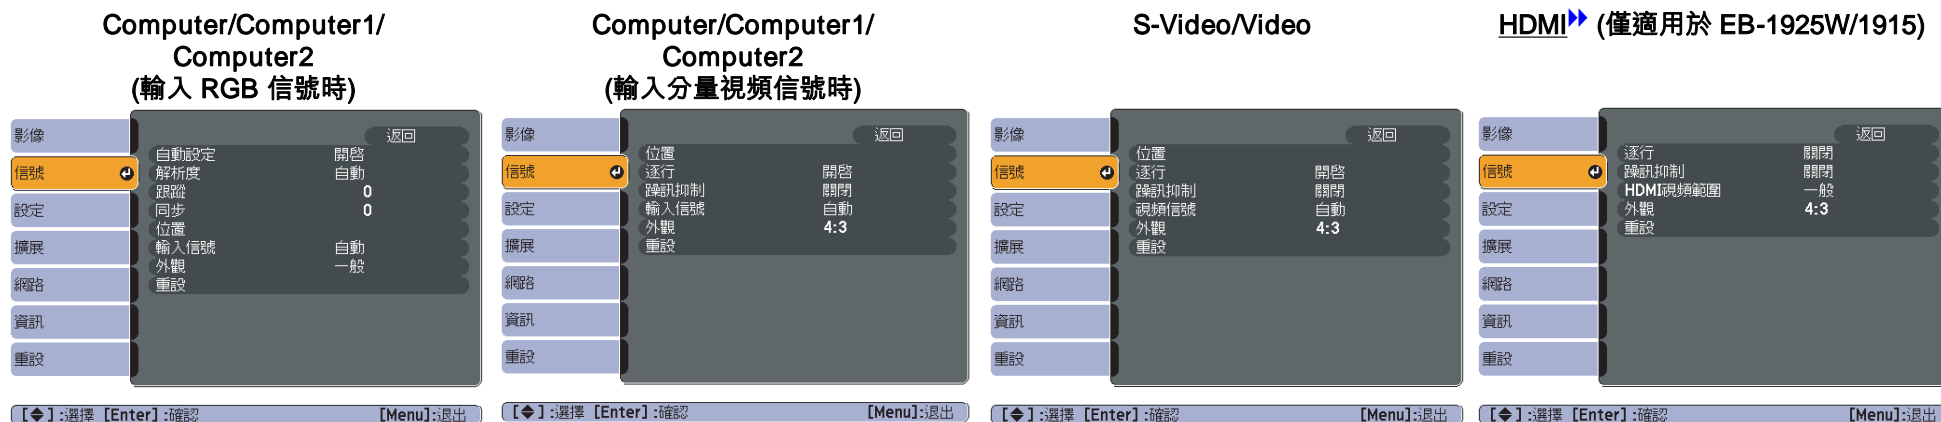 Computer/Computer1/
Computer2
(輸入 RGB 信號時)
影像
信號
設定
擴展
網路
資訊
重設
返回
自動設定 開啓
解析度 自動
跟蹤 0
同步 0
位置
輸入信號 自動
外觀 一般
重設
[◆]:選擇 [Enter]:確認 [Menu]:退出
Computer/Computer1/
Computer2
(輸入分量視頻信號時)
影像
信號
設定
擴展
網路
資訊
重設
返回
位置
逐行 開啓
躁訊抑制 關閉
輸入信號 自動
外觀 4:3
重設
[◆]:選擇 [Enter]:確認 [Menu]:退出
S-Video/Video
影像
信號
設定
擴展
網路
資訊
重設
返回
位置
逐行 開啓
躁訊抑制 關閉
視頻信號 自動
外觀 4:3
重設
[◆]:選擇 [Enter]:確認 [Menu]:退出
HDMI (僅適用於 EB-1925W/1915)
影像
信號
設定
擴展
網路
資訊
重設
返回
逐行 關閉
躁訊抑制 關閉
HDMI視頻範圍 一般
外觀 4:3
重設
[◆]:選擇 [Enter]:確認 [Menu]:退出